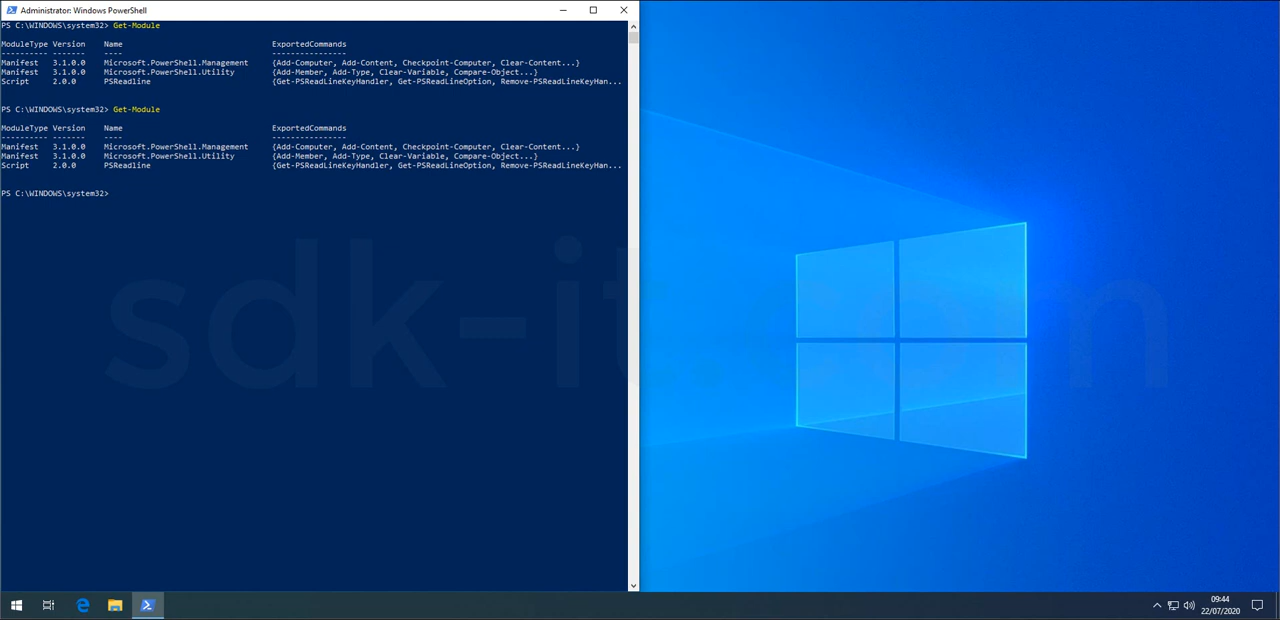 Administrator: Windows PowerShell
PS C:\WINDOWS\system32> Get-Module
ModuleType Version    Name                                ExportedCommands
---------- -------    ----                                ----------------
Manifest   3.1.0.0    Microsoft.PowerShell.Management     {Add-Computer, Add-Content, Checkpoint-Computer, Clear-Content...}
Manifest   3.1.0.0    Microsoft.PowerShell.Utility        {Add-Member, Add-Type, Clear-Variable, Compare-Object...}
Script     2.0.0      PSReadline                          {Get-PSReadLineKeyHandler, Get-PSReadLineOption, Remove-PSReadLineKeyHan...
PS C:\WINDOWS\system32> Get-Module
ModuleType Version    Name                                ExportedCommands
---------- -------    ----                                ----------------
Manifest   3.1.0.0    Microsoft.PowerShell.Management     {Add-Computer, Add-Content, Checkpoint-Computer, Clear-Content...}
Manifest   3.1.0.0    Microsoft.PowerShell.Utility        {Add-Member, Add-Type, Clear-Variable, Compare-Object...}
Script     2.0.0      PSReadline                          {Get-PSReadLineKeyHandler, Get-PSReadLineOption, Remove-PSReadLineKeyHan...
PS C:\WINDOWS\system32>
sdk-it.com
09:44
22/07/2020